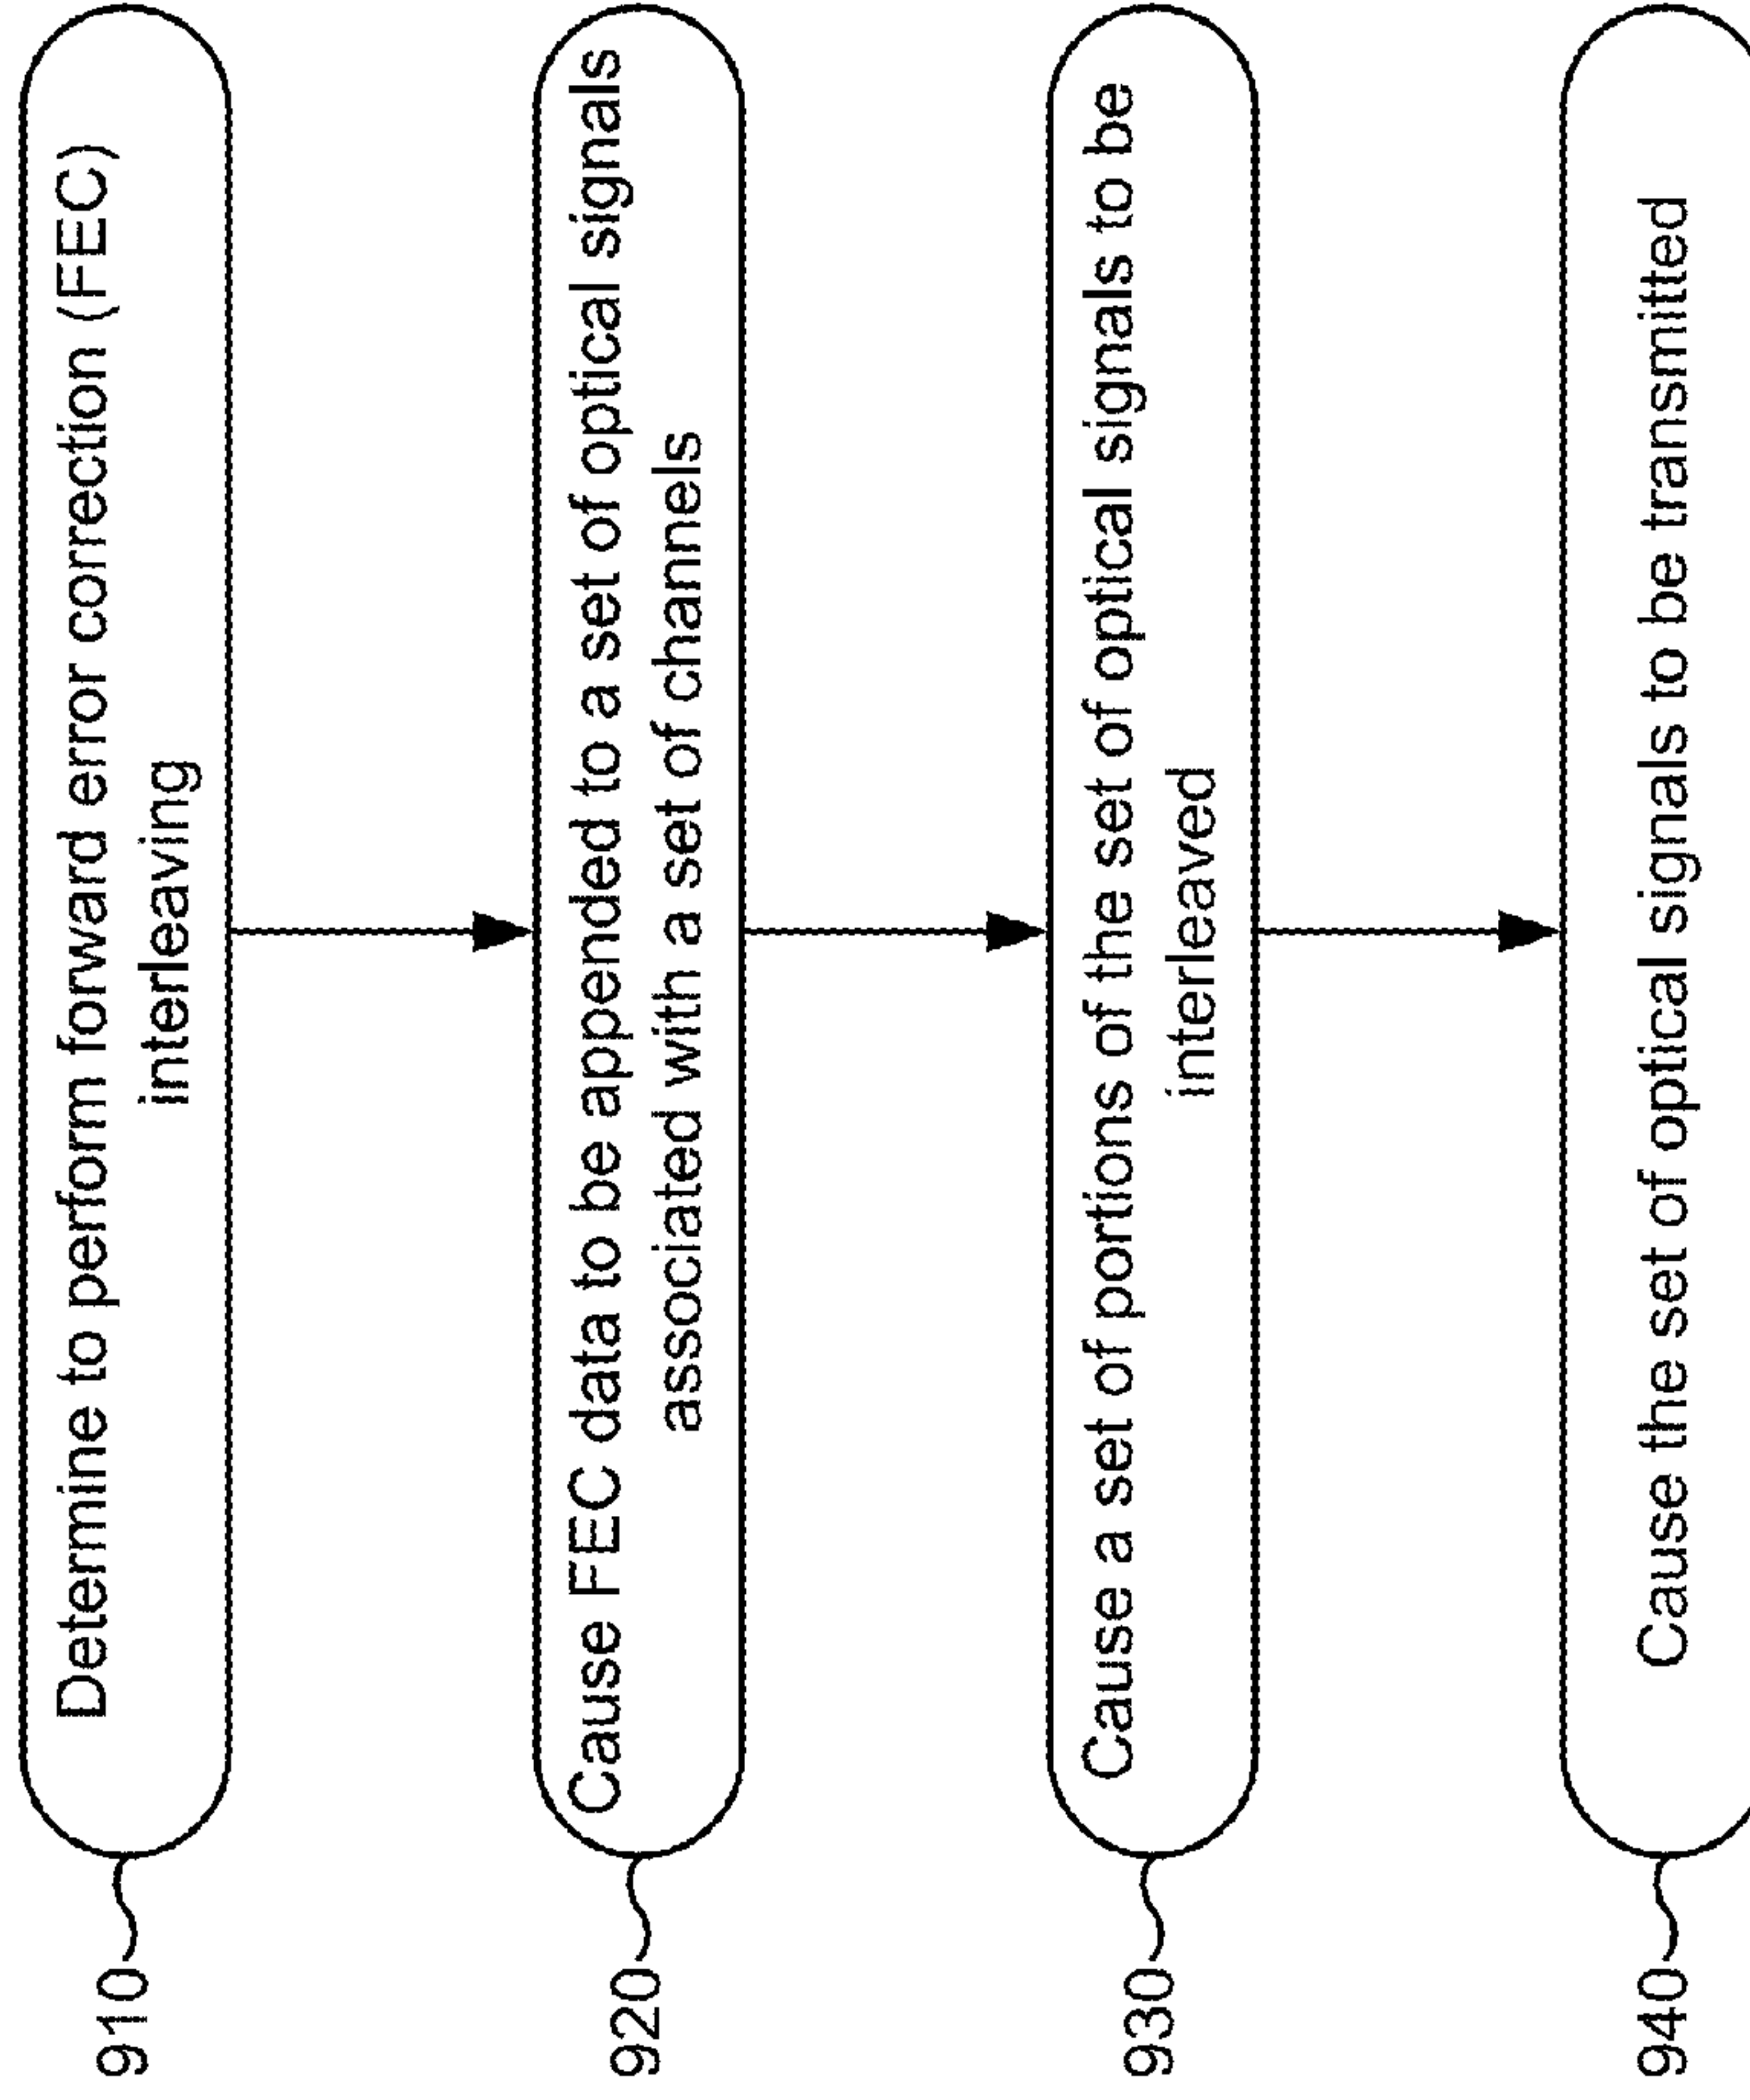 910
Determine to perform forward error correction (FEC)
interleaving
920
Cause FEC data to be appended to a set of optical signals
associated with a set of channels
930
Cause a set of portions of the set of optical signals to be
interleaved
940
Cause the set of optical signals to be transmitted